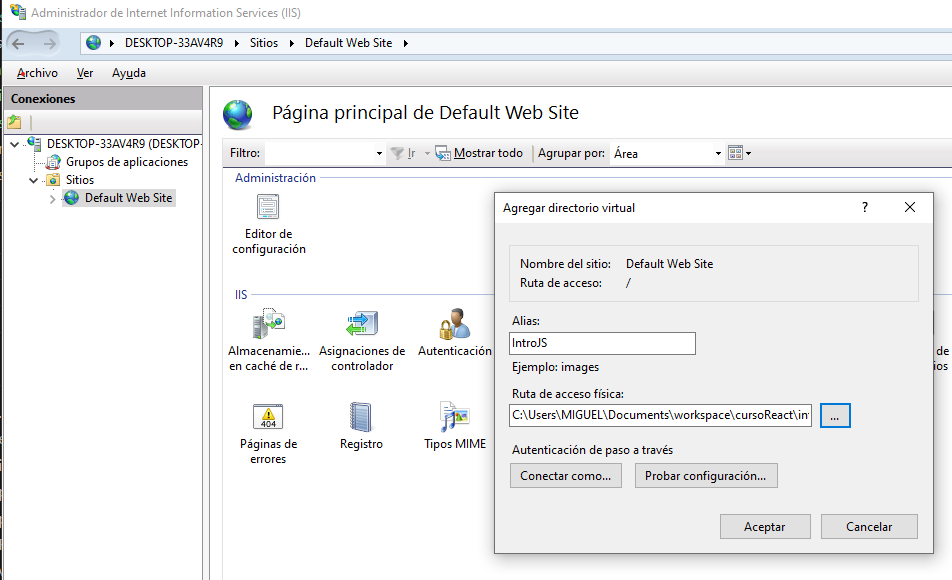 Administrador de Internet Information Services (IIS)
DESKTOP-33AV4R9 Sitios Default Web Site
Archivo Ver Ayuda
Conexiones
DESKTOP-33AV4R9 (DESKTOP-
Grupos de aplicaciones
Sitios
Default Web Site
Página principal de Default Web Site
Filtro: Ir Mostrar todo Agrupar por: Área
Administración
Editor de
configuración
IIS
Almacenamie...
en caché de r...
Asignaciones de
controlador
Autenticación
de
ios
404
Páginas de
errores
Registro
Tipos MIME
Agregar directorio virtual
?
Nombre del sitio: Default Web Site
Ruta de acceso: /
Alias:
IntroJS
Ejemplo: images
Ruta de acceso física:
C:\Users\MIGUEL\Documents\workspace\cursoReact\in
...
Autenticación de paso a través
Conectar como... Probar configuración...
Aceptar Cancelar